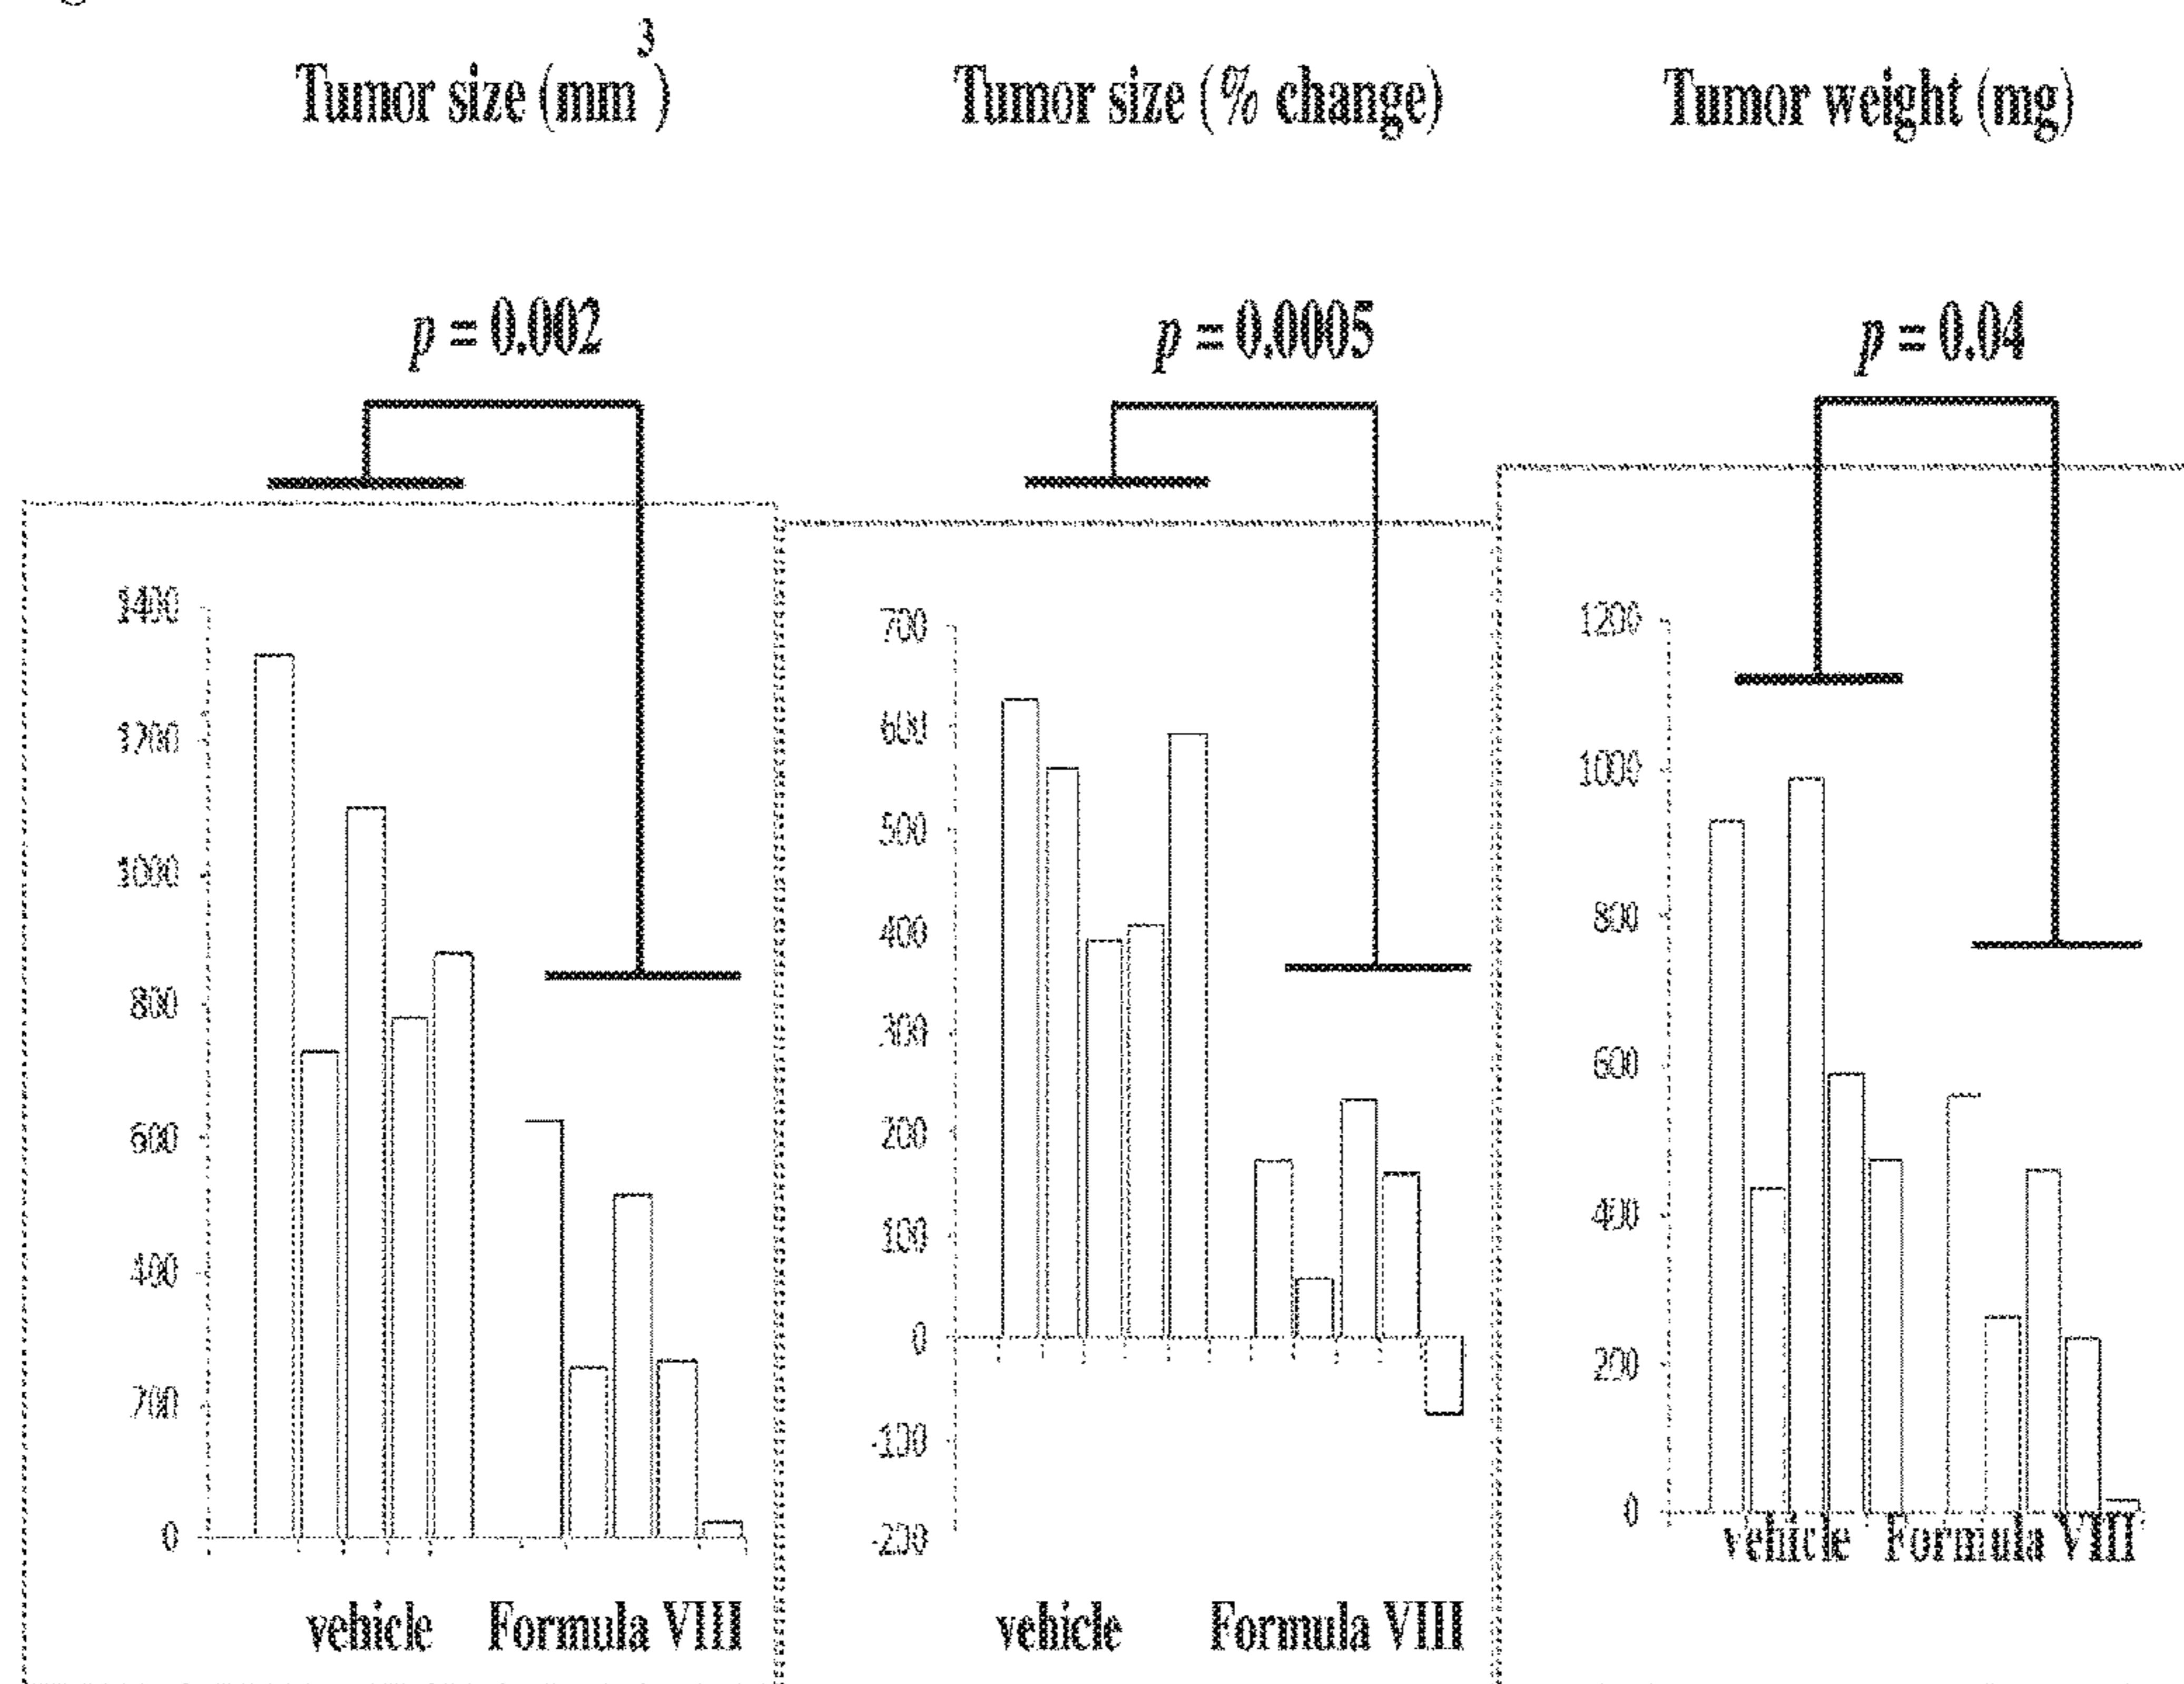 Tumor size (mm3)
Tumor size (% change)
Tumor weight (mg)
p = 0.002
p = 0.0005
p = 0.04
1400
1200
1000
800
600
400
200
0
vehicle Formula VIII
700
600
500
400
300
200
100
0
-100
-200
vehicle Formula VIII
1200
1000
800
600
400
200
0
vehicle Formula VIII